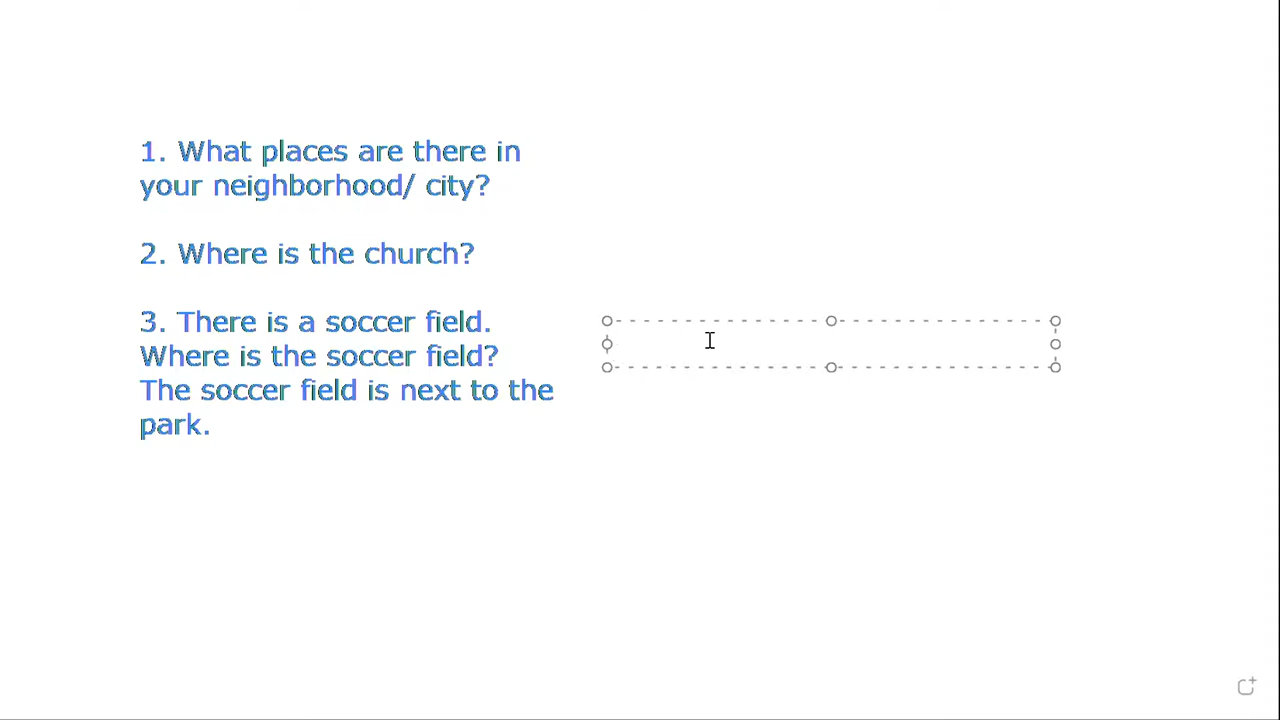 1. What places are there in
your neighborhood/ city?
2. Where is the church?
3. There is a soccer field.
Where is the soccer field?
The soccer field is next to the
park.